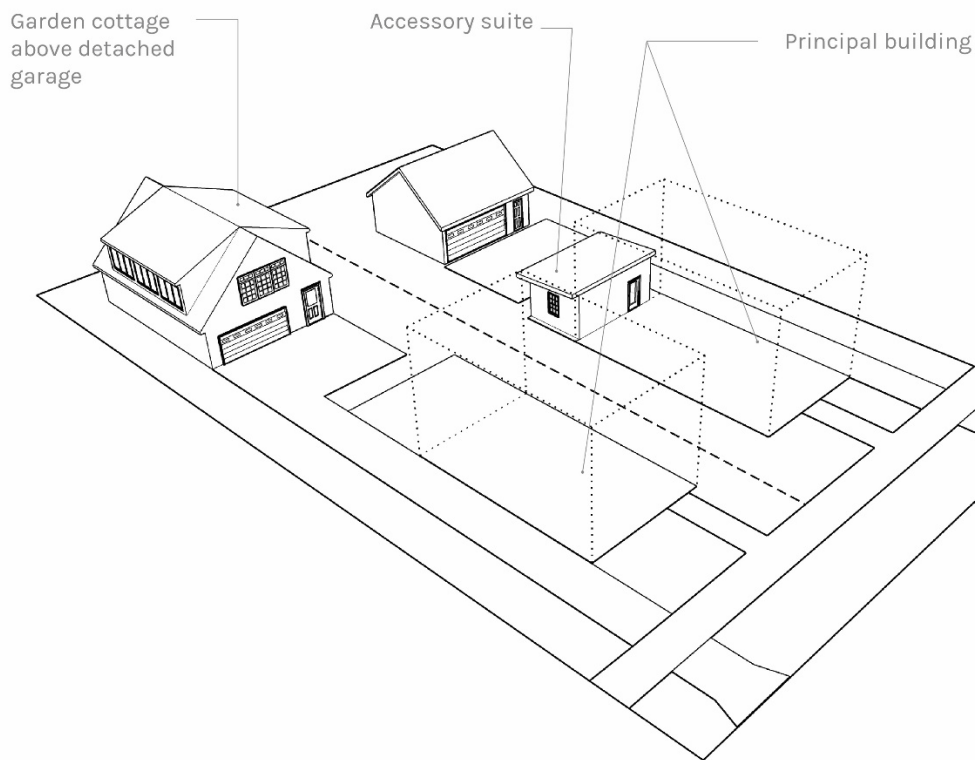 Garden cottage
above detached
garage
Accessory suite
Principal building